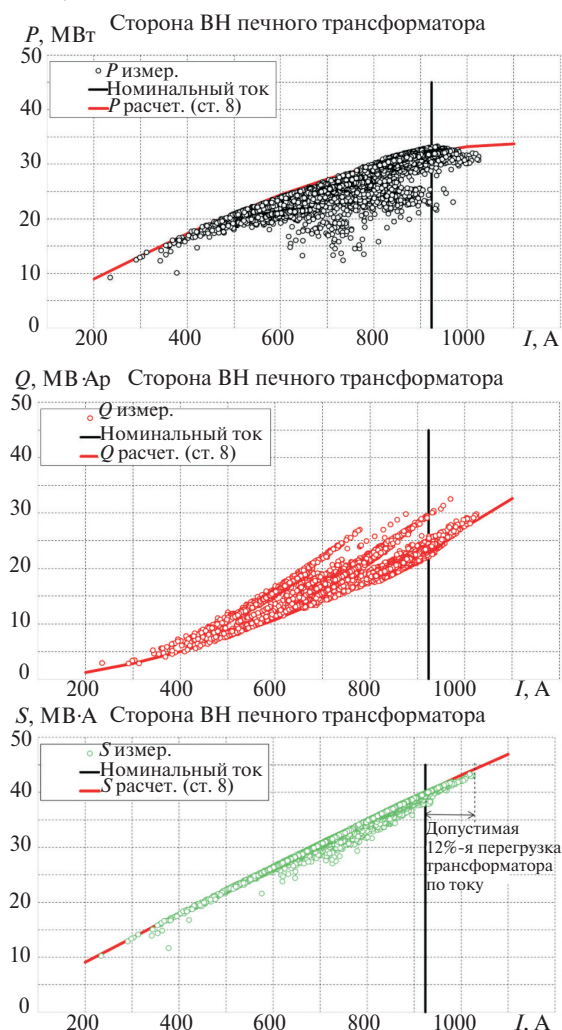 Сторона ВН печного трансформатора
P, МВт
50
P измер.
Номинальный ток
P расчет. (ст. 8)
40
30
20
10
0
200 400 600 800 1000 I, А
Q, МВ·Ар Сторона ВН печного трансформатора
50
Q измер.
Номинальный ток
Q расчет. (ст. 8)
40
30
20
10
0
200 400 600 800 1000 I, А
S, МВ·А Сторона ВН печного трансформатора
50
S измер.
Номинальный ток
S расчет. (ст. 8)
40
Допустимая
12%-я перегрузка
трансформатора
по току
30
20
10
0
200 400 600 800 1000 I, А